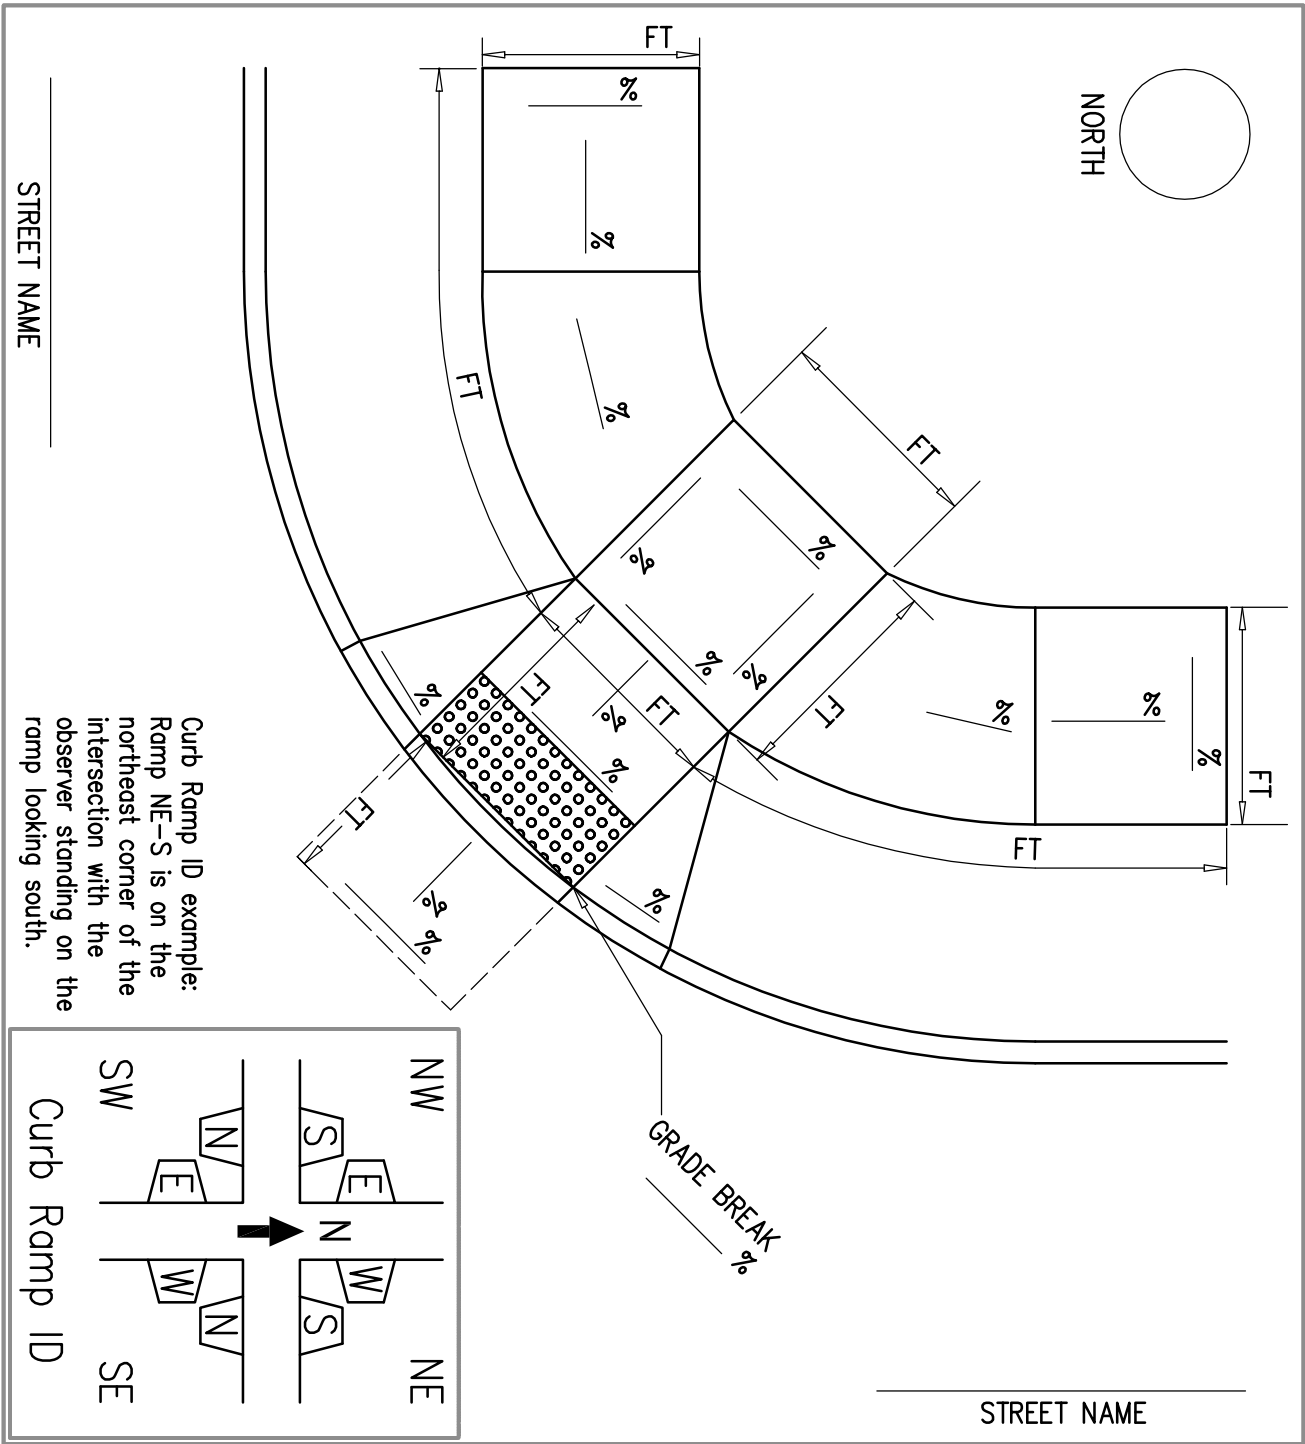 FT
STREET NAME
%
%
NORTH
FT
%
FT
FT
%
%
GRADE BREAK
%
%
FT
FT
%
%
%
%
%
%
%
FT
FT
%
%
%
FT
STREET NAME
Curb Ramp ID example:
Ramp NE-S is on the
northeast corner of the
intersection with the
observer standing on the
ramp looking south.
NW NE
E W
S N S
N N
E W
SW SE
Curb Ramp ID